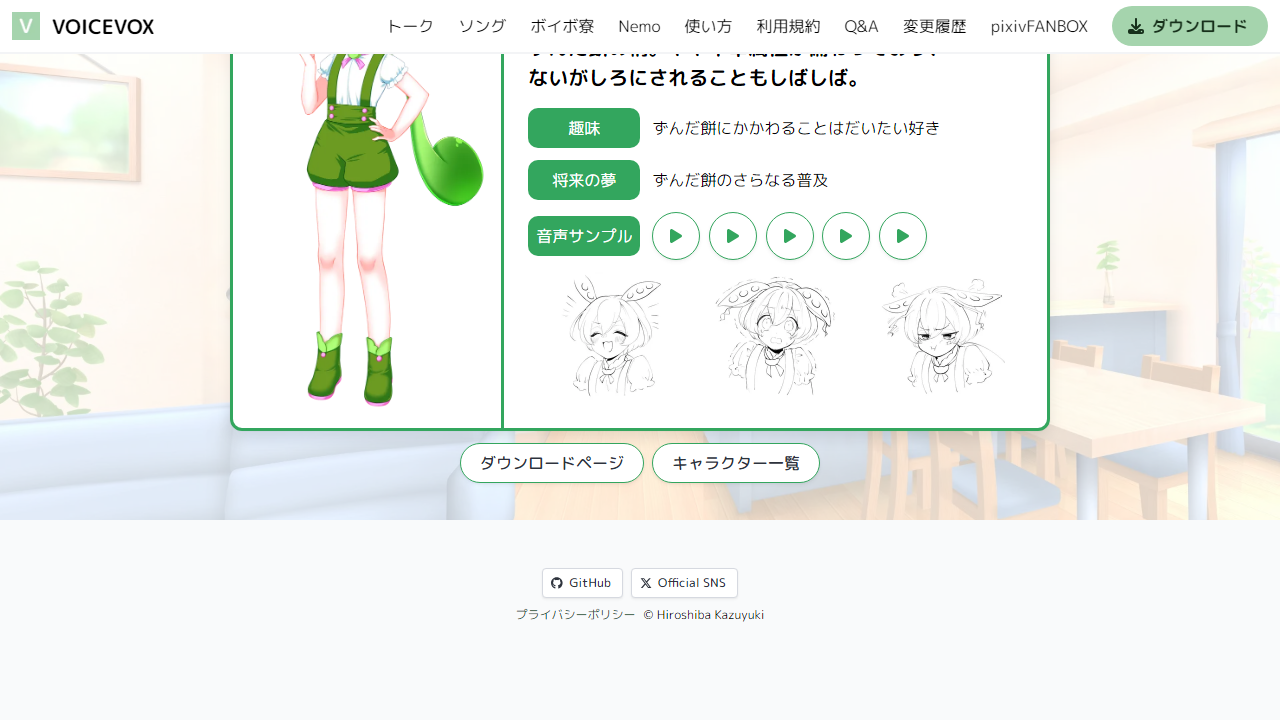 V VOICEVOX
トーク ソング ボイボ寮 Nemo 使い方 利用規約 Q&A 変更履歴 pixivFANBOX ダウンロード
ないがしろにされることもしばしば。
趣味 ずんだ餅にかかわることはだいたい好き
将来の夢 ずんだ餅のさらなる普及
音声サンプル
ダウンロードページ キャラクター一覧
GitHub Official SNS
プライバシーポリシー © Hiroshiba Kazuyuki